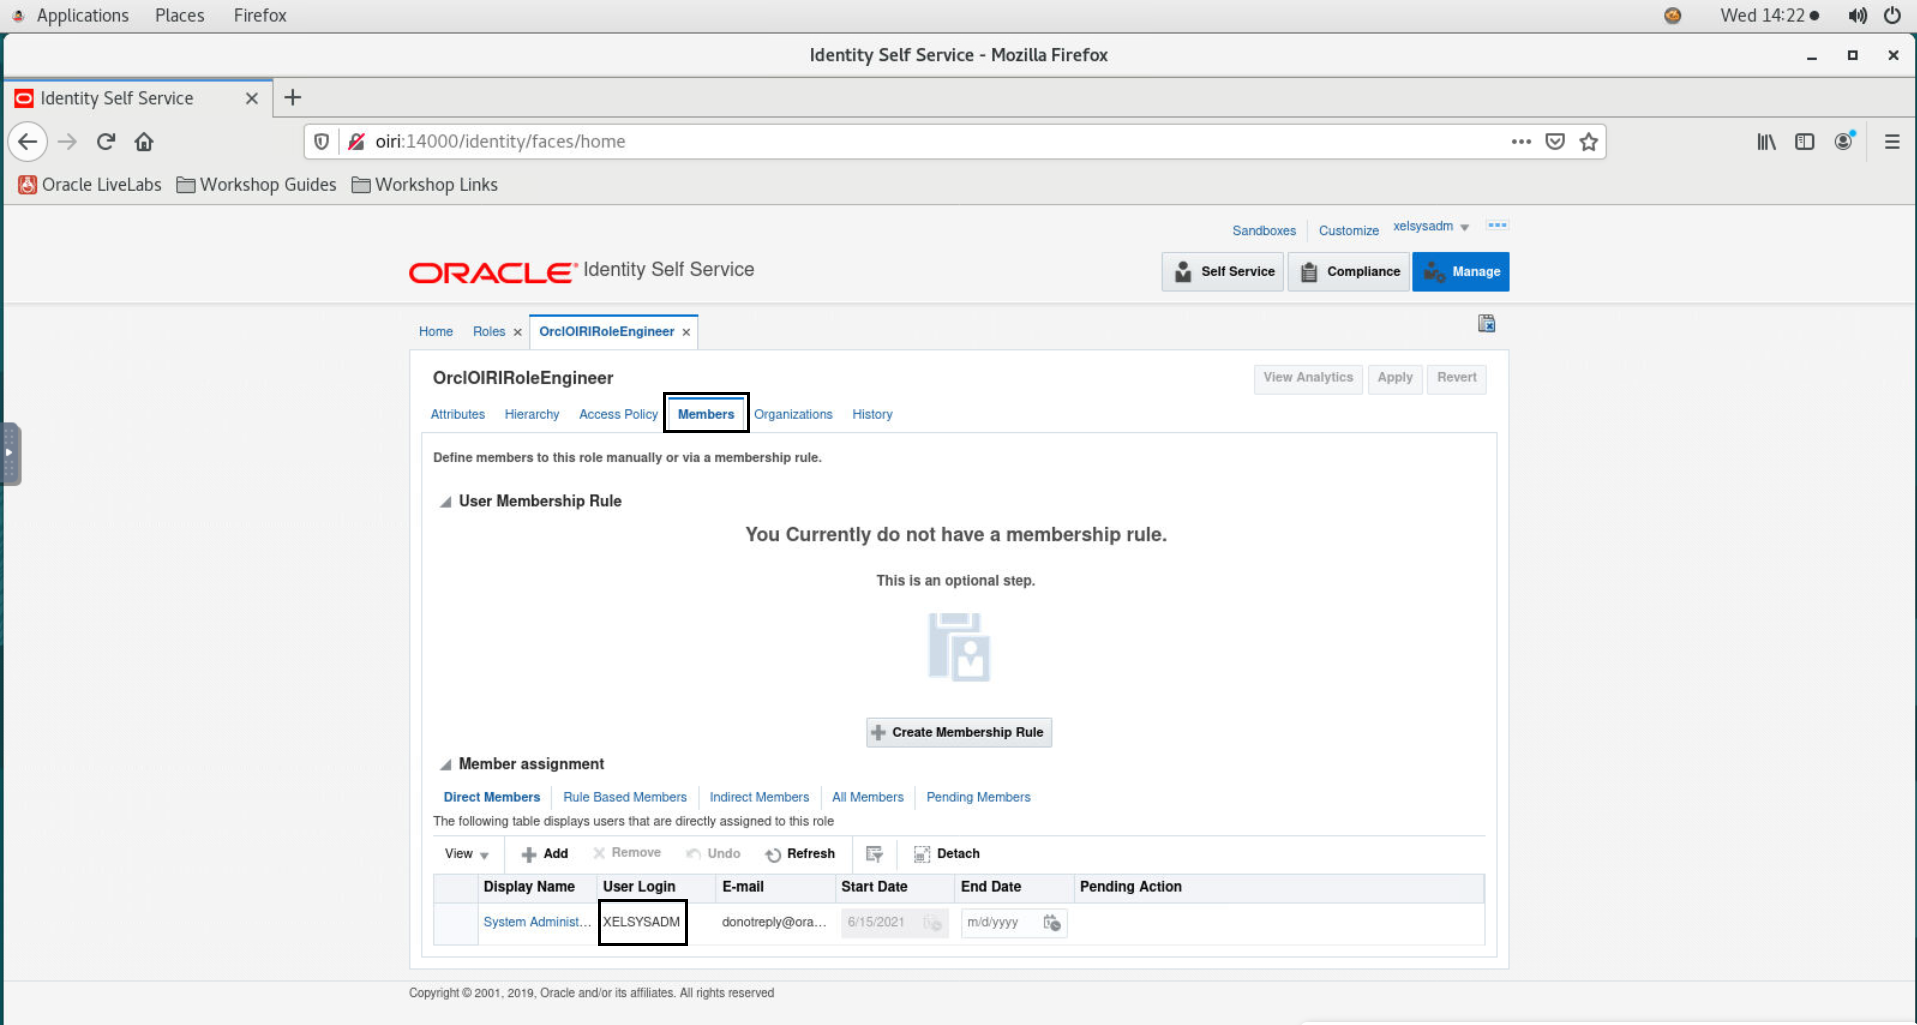 Applications Places Firefox Wed 14:22
Identity Self Service - Mozilla Firefox
Identity Self Service
oiri:14000/identity/faces/home
Oracle LiveLabs Workshop Guides Workshop Links
Sandboxes Customize xelsysadm
ORACLE Identity Self Service
Self Service Compliance Manage
Home Roles OrclOIRIRoleEngineer
OrclOIRIRoleEngineer
View Analytics Apply Revert
Attributes Hierarchy Access Policy Members Organizations History
Define members to this role manually or via a membership rule.
User Membership Rule
You Currently do not have a membership rule.
This is an optional step.
Create Membership Rule
Member assignment
Direct Members Rule Based Members Indirect Members All Members Pending Members
The following table displays users that are directly assigned to this role
View Add Remove Undo Refresh Detach
Display Name User Login E-mail Start Date End Date Pending Action
System Administ... XELSYSADM donotreply@ora... 6/15/2021 m/d/yyyy
Copyright © 2001, 2019, Oracle and/or its affiliates. All rights reserved